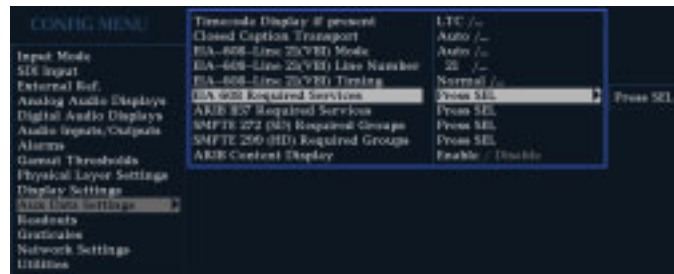 CONFIG MENU
Input Mode
SDI Input
External Ref.
Analog Audio Displays
Digital Audio Displays
Audio Inputs/Outputs
Alarms
Gamut Thresholds
Physical Layer Settings
Display Settings
Aux Data Settings
Readouts
Graticules
Network Settings
Utilities
Timecode Display if present LTC /...
Closed Caption Transport Auto /...
EIA-608-Line 21(VBI) Mode Auto /...
EIA-608-Line 21(VBI) Line Number 21 /...
EIA-608-Line 21(VBI) Timing Normal /...
EIA 608 Required Services Press SEL
ARIB B37 Required Services Press SEL
SMPTE 272 (SD) Required Groups Press SEL
SMPTE 299 (HD) Required Groups Press SEL
ARIB Content Display Enable / Disable
Press SEL